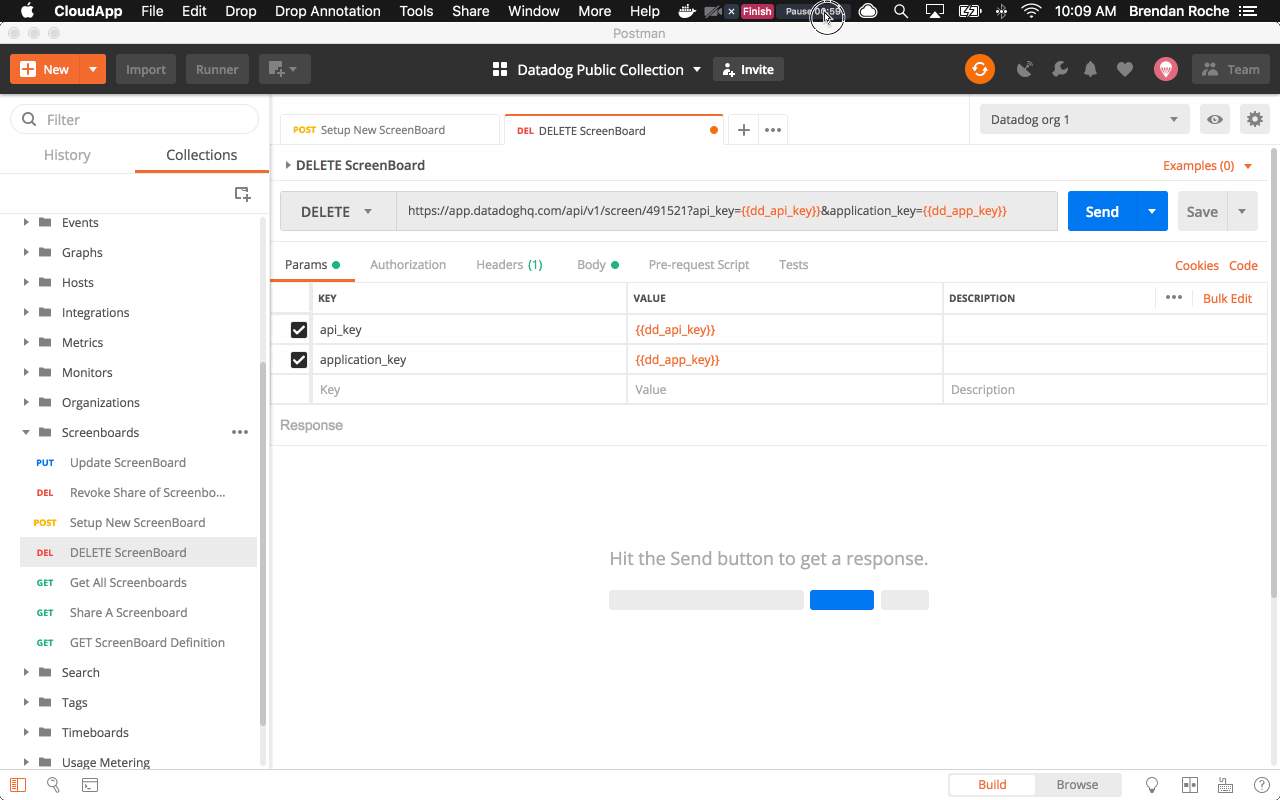 CloudApp File Edit Drop Drop Annotation Tools Share Window More Help Finish 10:09 AM Brendan Roche
Postman
New Import Runner Datadog Public Collection Invite Team
Filter
History Collections
POST Setup New ScreenBoard DEL DELETE ScreenBoard Datadog org 1
DELETE ScreenBoard Examples (0)
DELETE https://app.datadoghq.com/api/v1/screen/491521?api_key={{dd_api_key}}&application_key={{dd_app_key}} Send Save
Params Authorization Headers (1) Body Pre-request Script Tests Cookies Code
KEY VALUE DESCRIPTION Bulk Edit
api_key {{dd_api_key}}
application_key {{dd_app_key}}
Key Value Description
Response
Hit the Send button to get a response.
Events
Graphs
Hosts
Integrations
Metrics
Monitors
Organizations
Screenboards
PUT Update ScreenBoard
DEL Revoke Share of Screenbo...
POST Setup New ScreenBoard
DEL DELETE ScreenBoard
GET Get All Screenboards
GET Share A Screenboard
GET GET ScreenBoard Definition
Search
Tags
Timeboards
Usage Metering
Build Browse